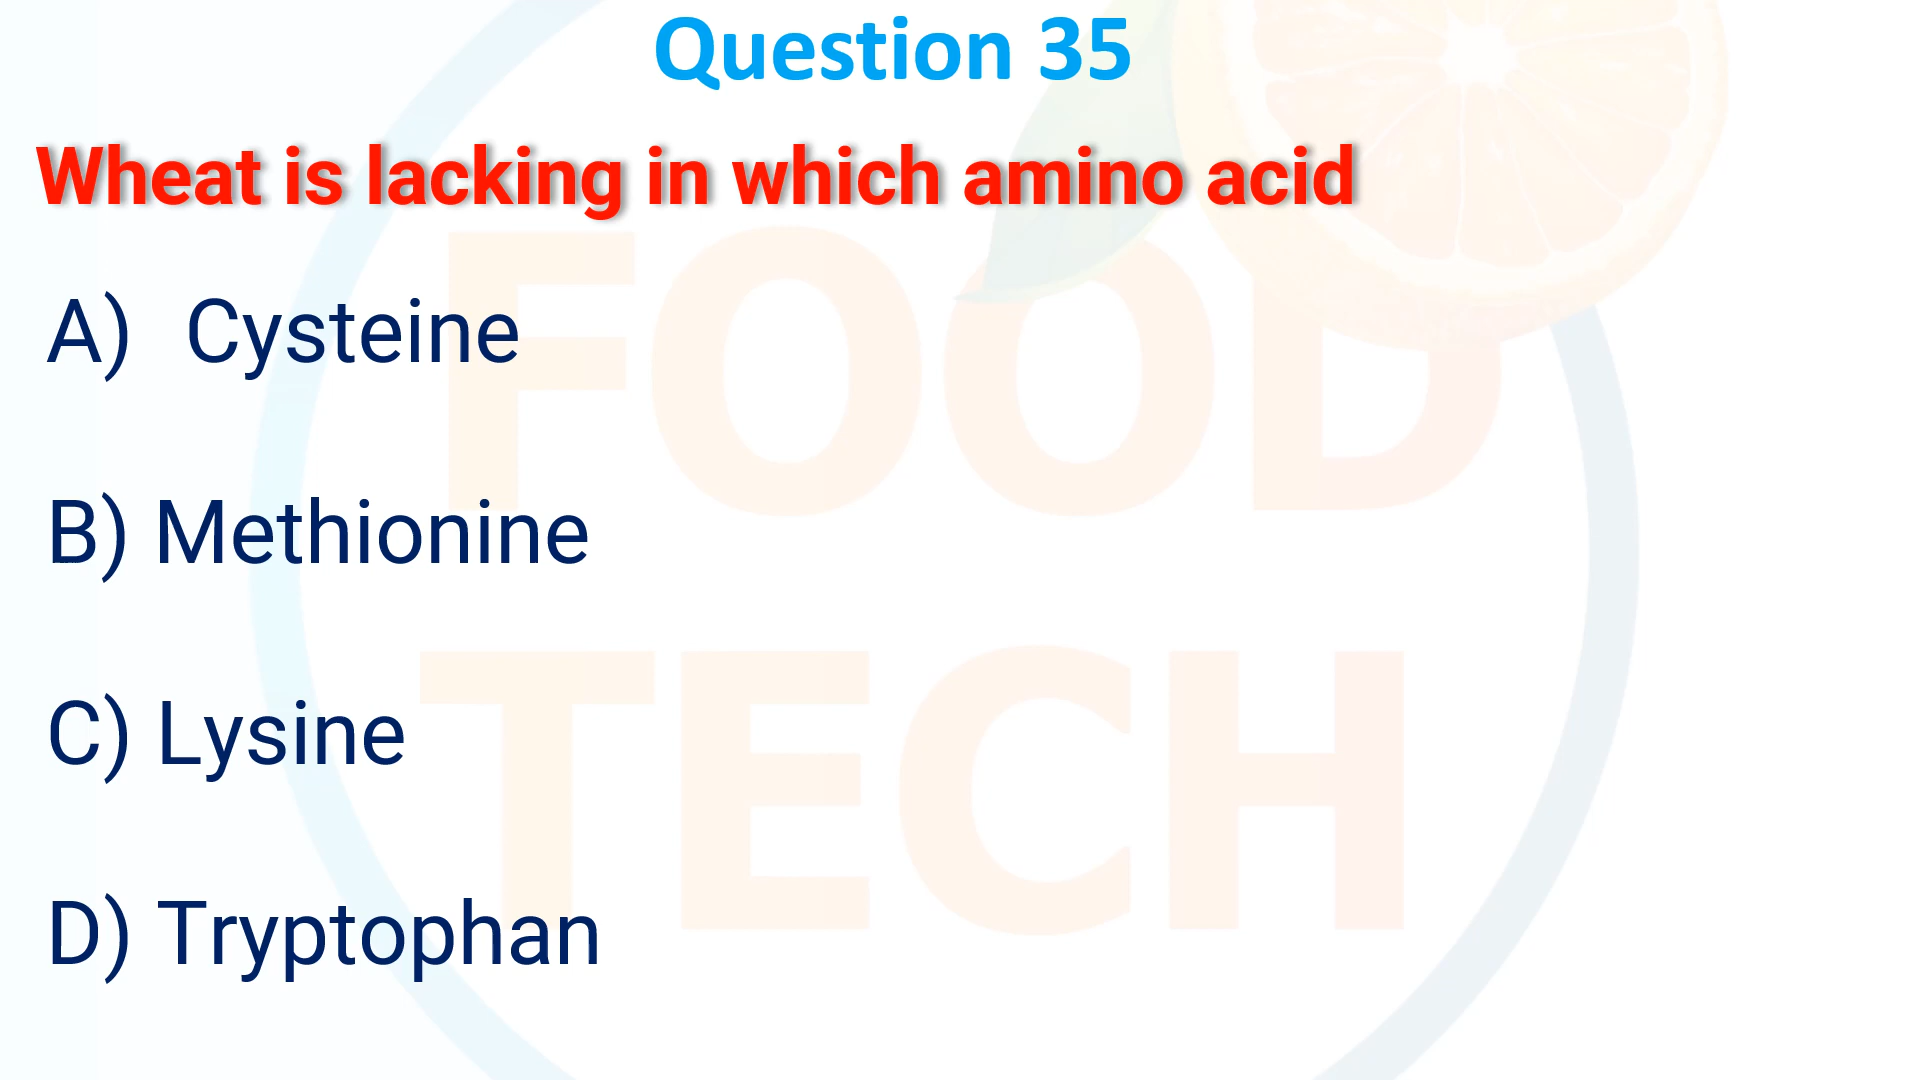 Question 35
Wheat is lacking in which amino acid
A) Cysteine
B) Methionine
C) Lysine
D) Tryptophan
FOOD
TECH